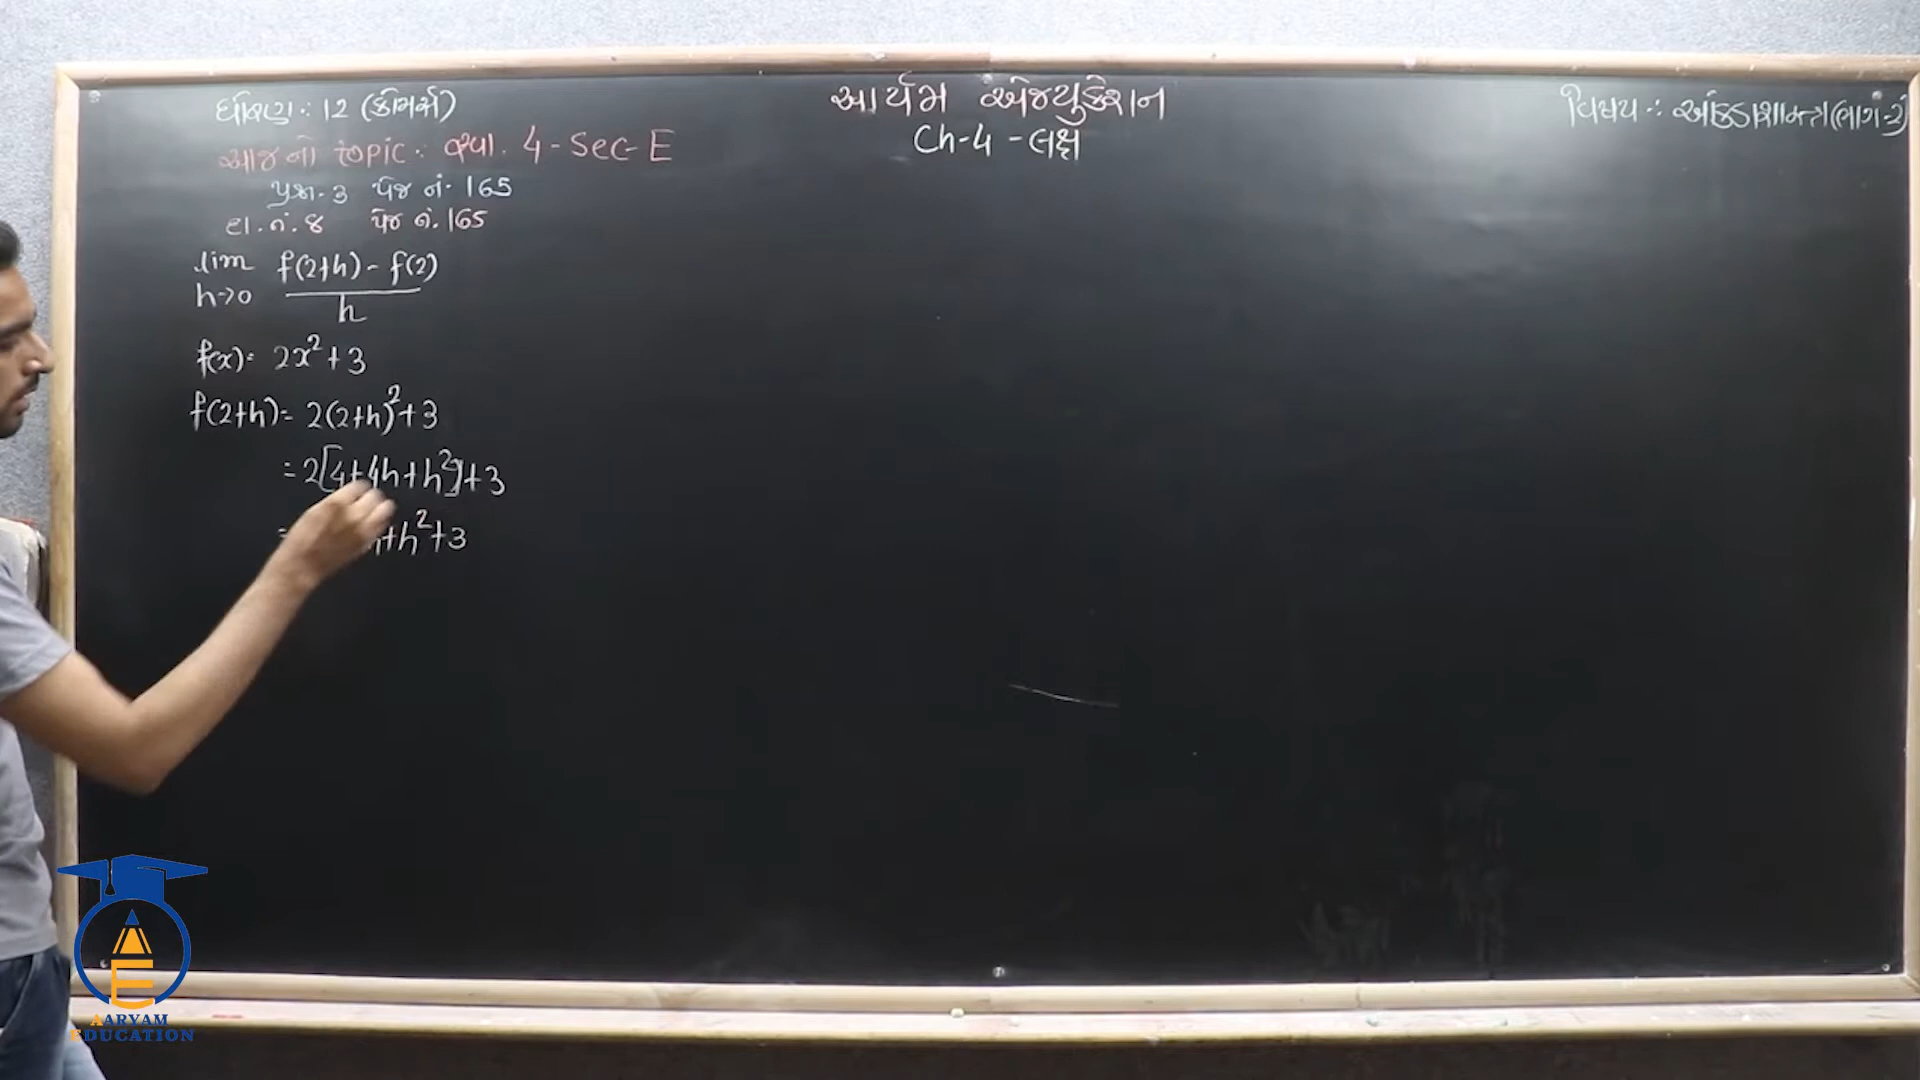 ધોરણ :- 12 (કોમર્સ)
આર્યમ એજ્યુકેશન
વિષય :- આંકડાશાસ્ત્ર (ભાગ-2)
Ch-4 - લક્ષ
આજનો topic :- સ્વા. 4 - Sec - E
પ્રશ્ન - 3 પેજ નં. 165
દા. નં. 8 પેજ નં. 165
lim f(2+h) - f(2)
h→0 h
f(x) = 2x² + 3
f(2+h) = 2(2+h)² + 3
= 2[4+4h+h²]+3
= h+h²+3
AARYAM
EDUCATION